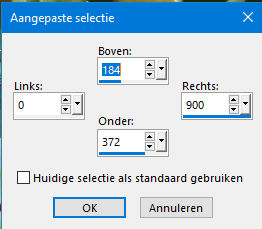 Aangepaste selectie
Boven:
184
Links:
0
Rechts:
900
Onder:
372
Huidige selectie als standaard gebruiken
OK
Annuleren